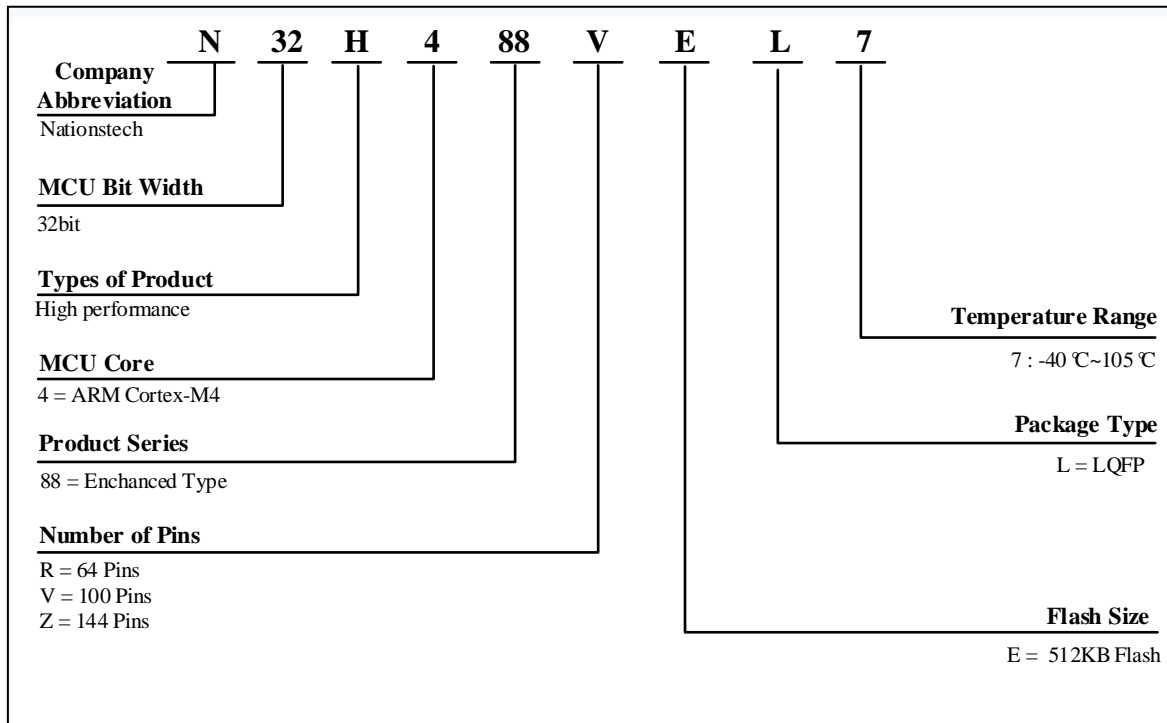 N 32 H 4 88 V E L 7
Company
Abbreviation
Nationstech
MCU Bit Width
32bit
Types of Product
High performance
MCU Core
4 = ARM Cortex-M4
Product Series
88 = Enchanced Type
Number of Pins
R = 64 Pins
V = 100 Pins
Z = 144 Pins
Temperature Range
7 : -40 ℃~105 ℃
Package Type
L = LQFP
Flash Size
E = 512KB Flash